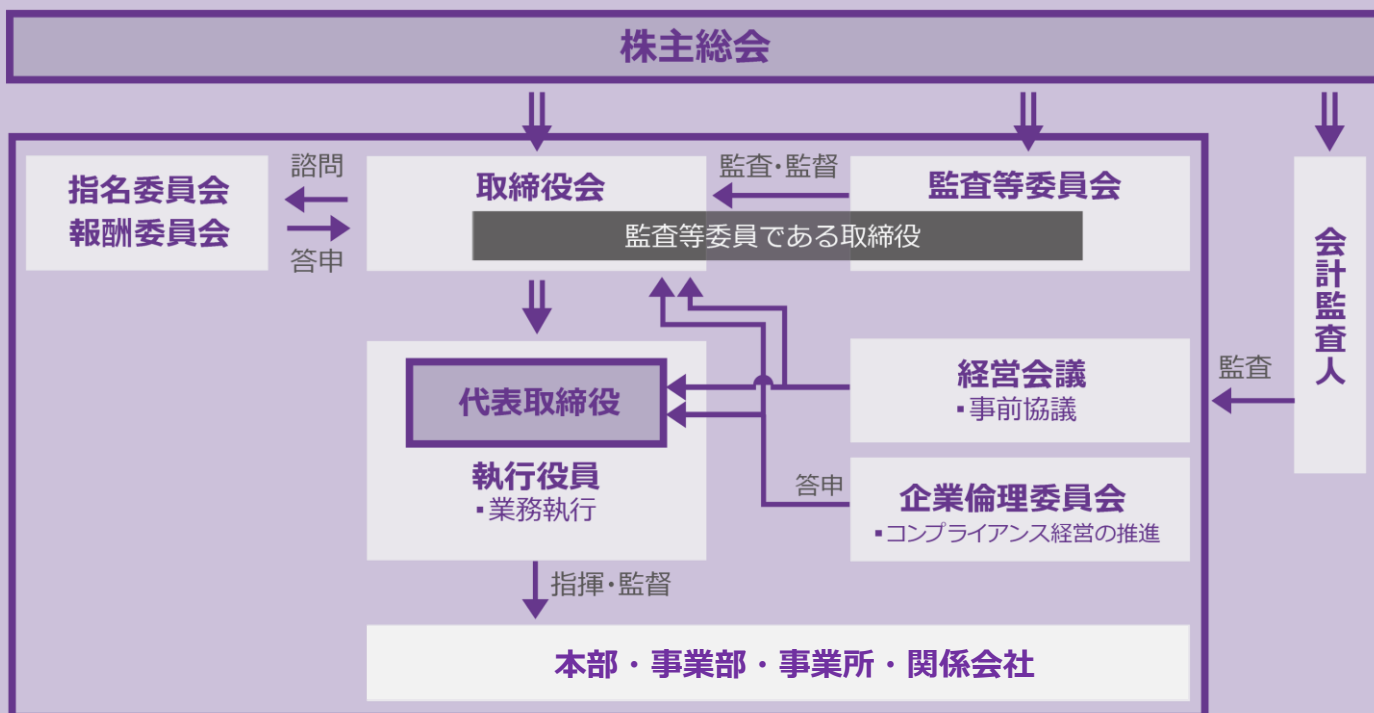 株主総会
指名委員会
報酬委員会
諮問
答申
取締役会
監査・監督
監査等委員会
監査等委員である取締役
会計監査人
監査
代表取締役
執行役員
▪業務執行
経営会議
▪事前協議
答申
企業倫理委員会
▪コンプライアンス経営の推進
指揮・監督
本部・事業部・事業所・関係会社